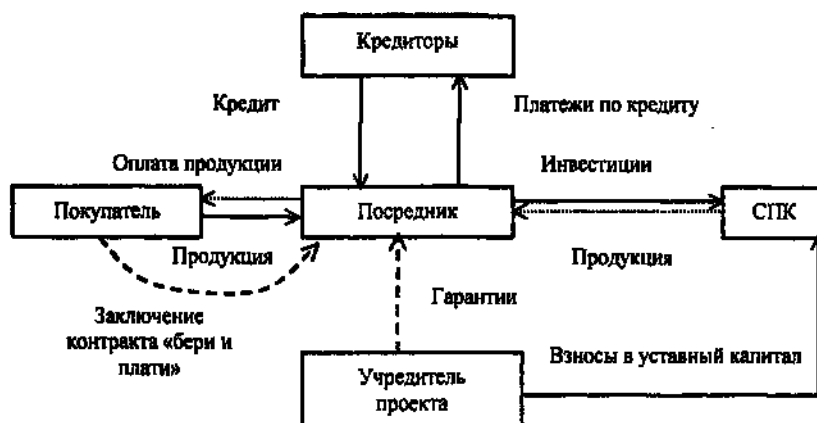 Кредиторы
Кредит
Платежи по кредиту
Оплата продукции
Инвестиции
Покупатель
Посредник
СПК
Продукция
Продукция
Гарантии
Заключение
контракта «бери и
плати»
Взносы в уставный капитал
Учредитель
проекта